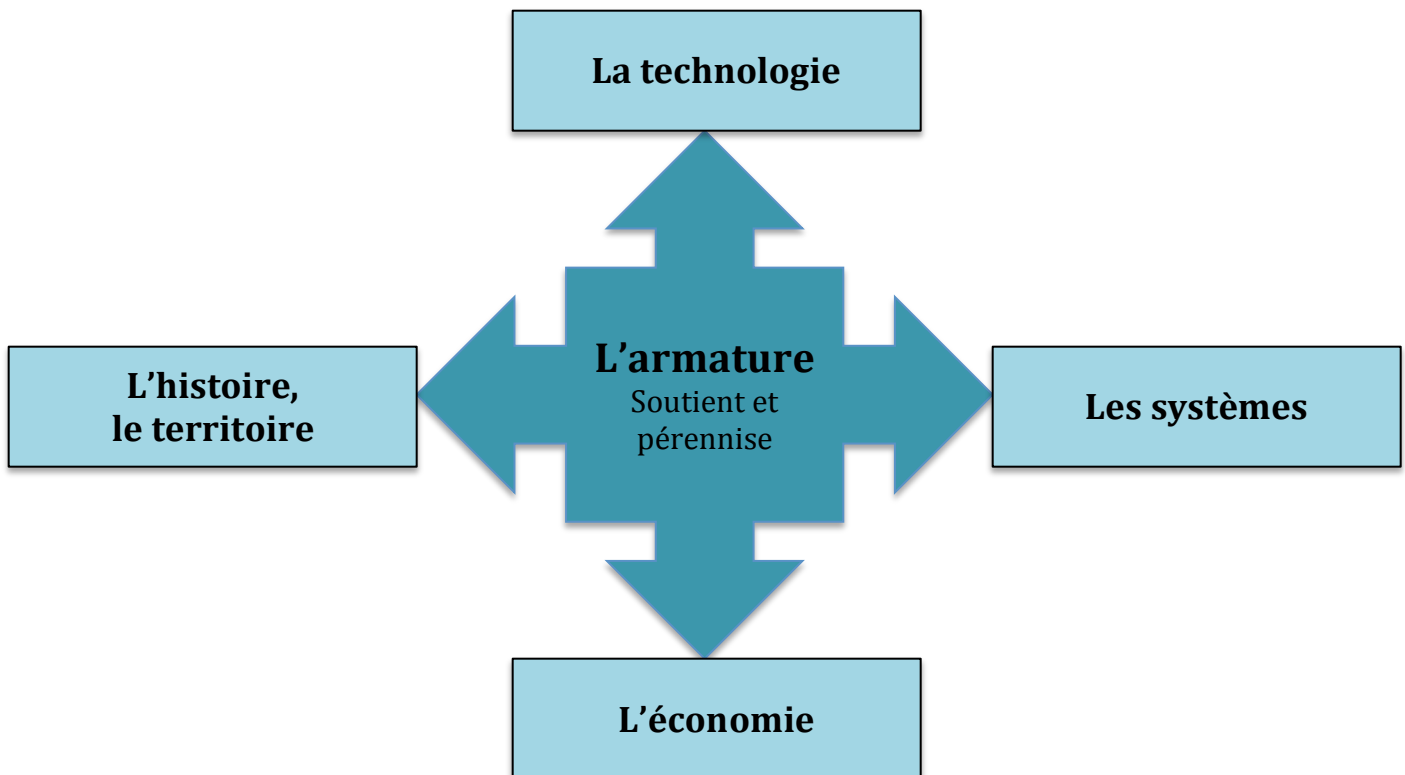 La technologie
L’histoire,
le territoire
L’armature
Soutient et
pérennise
Les systèmes
L’économie